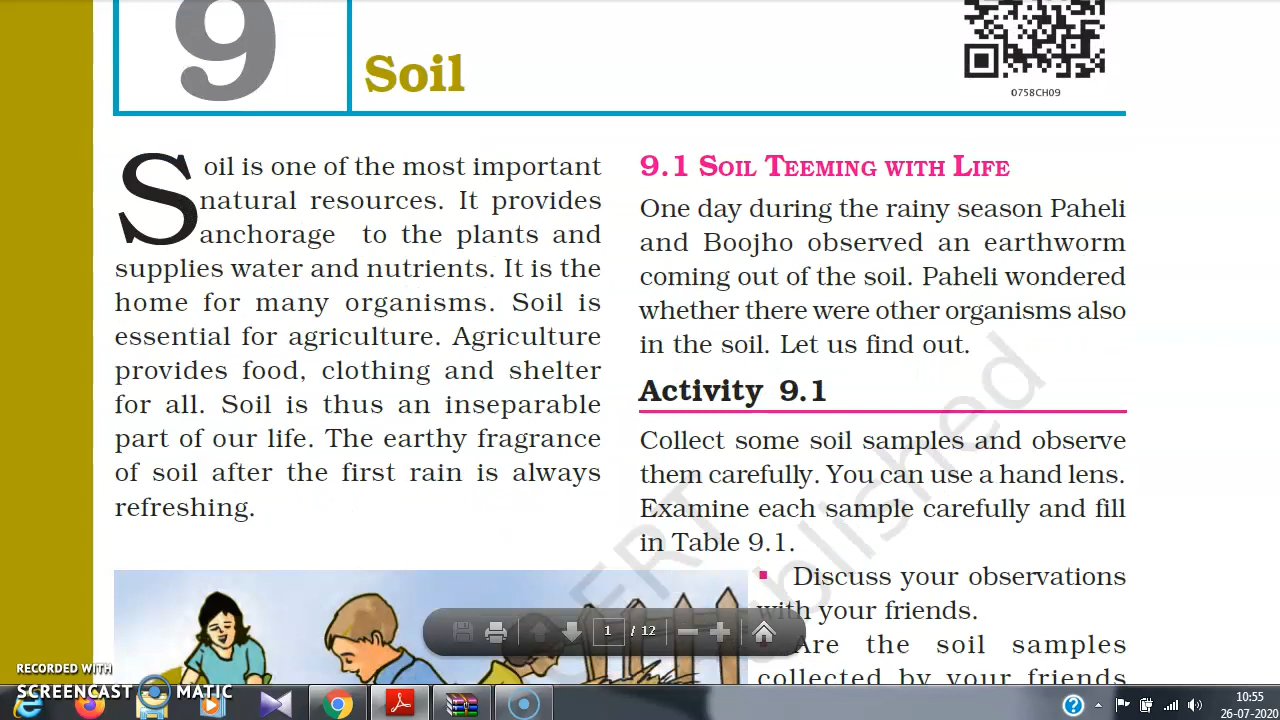 9
Soil
0758CH09
Soil is one of the most important
natural resources. It provides
anchorage to the plants and
supplies water and nutrients. It is the
home for many organisms. Soil is
essential for agriculture. Agriculture
provides food, clothing and shelter
for all. Soil is thus an inseparable
part of our life. The earthy fragrance
of soil after the first rain is always
refreshing.
9.1 SOIL TEEMING WITH LIFE
One day during the rainy season Paheli
and Boojho observed an earthworm
coming out of the soil. Paheli wondered
whether there were other organisms also
in the soil. Let us find out.
Activity 9.1
Collect some soil samples and observe
them carefully. You can use a hand lens.
Examine each sample carefully and fill
in Table 9.1.
▪ Discuss your observations
with your friends.
Are the soil samples
collected by your friends
ERT
blished
1 / 12
RECORDED WITH
SCREENCAST MATIC
10:55
26-07-2020